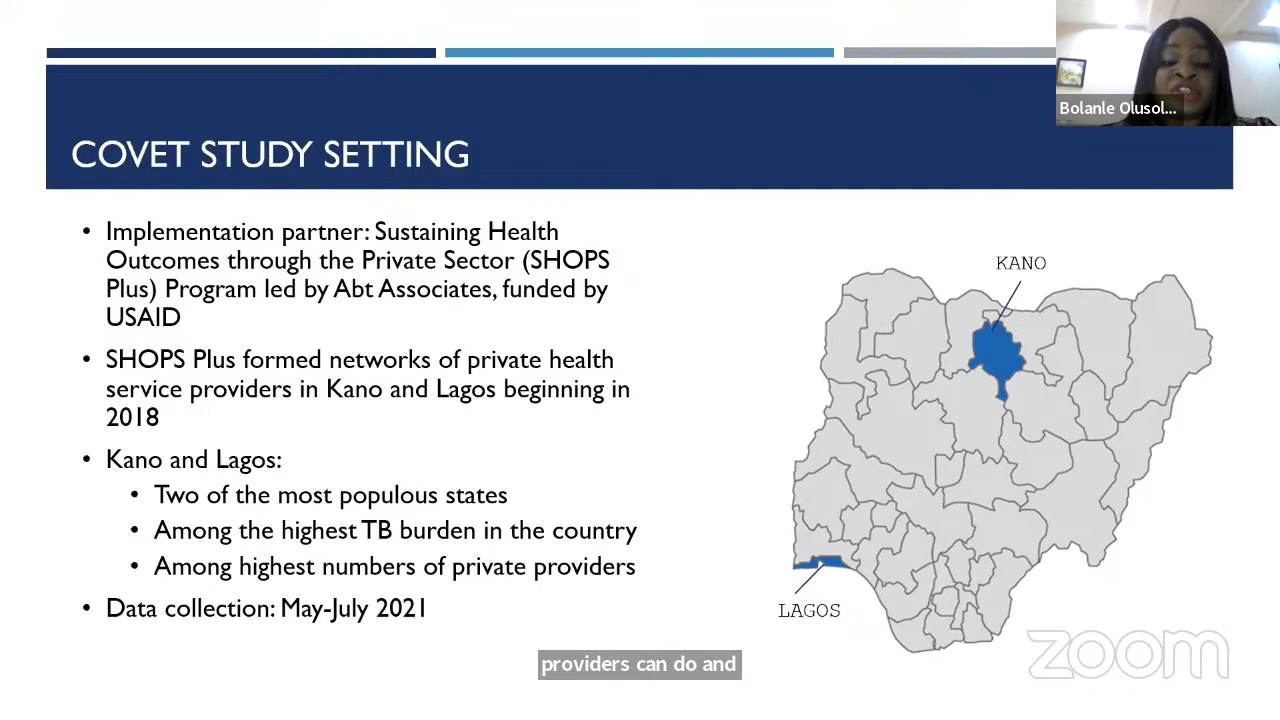 Bolanle Olusol...
COVET STUDY SETTING
• Implementation partner: Sustaining Health
Outcomes through the Private Sector (SHOPS
Plus) Program led by Abt Associates, funded by
USAID
• SHOPS Plus formed networks of private health
service providers in Kano and Lagos beginning in
2018
• Kano and Lagos:
• Two of the most populous states
• Among the highest TB burden in the country
• Among highest numbers of private providers
• Data collection: May-July 2021
KANO
LAGOS
providers can do and
zoom